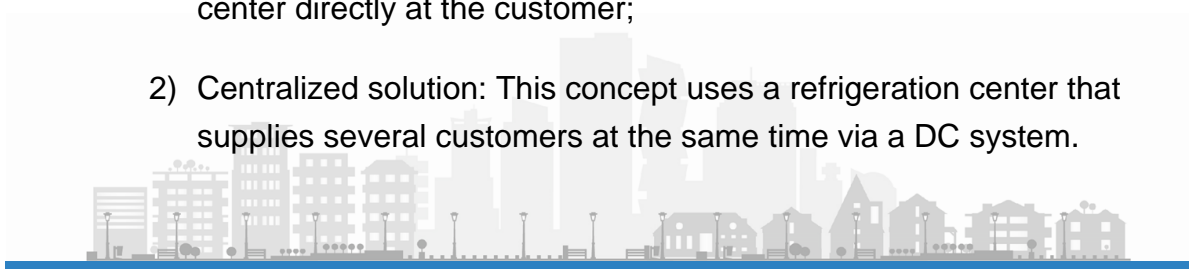 center directly at the customer;
2) Centralized solution: This concept uses a refrigeration center that
supplies several customers at the same time via a DC system.